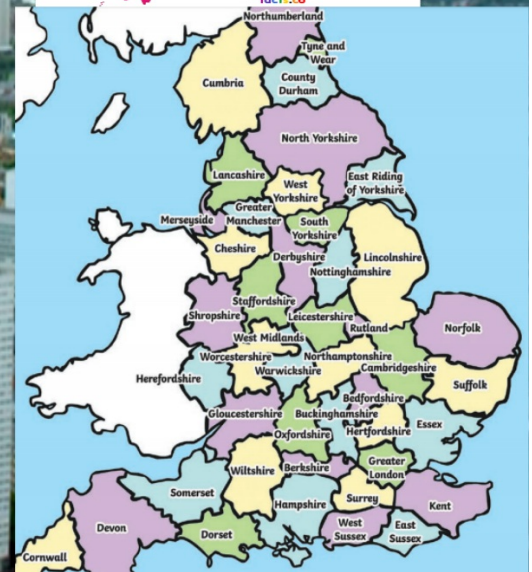 Northumberland
Tyne and
Wear
Cumbria
County
Durham
North Yorkshire
Lancashire
West
Yorkshire
East Riding
of Yorkshire
Greater
Manchester
Merseyside
South
Yorkshire
Cheshire
Derbyshire
Nottinghamshire
Lincolnshire
Staffordshire
Shropshire
Leicestershire
Rutland
Norfolk
West Midlands
Worcestershire
Northamptonshire
Cambridgeshire
Warwickshire
Herefordshire
Suffolk
Bedfordshire
Gloucestershire
Buckinghamshire
Essex
Hertfordshire
Oxfordshire
Greater
London
Berkshire
Wiltshire
Somerset
Surrey
Hampshire
Kent
Devon
West
Sussex
East
Sussex
Dorset
Cornwall